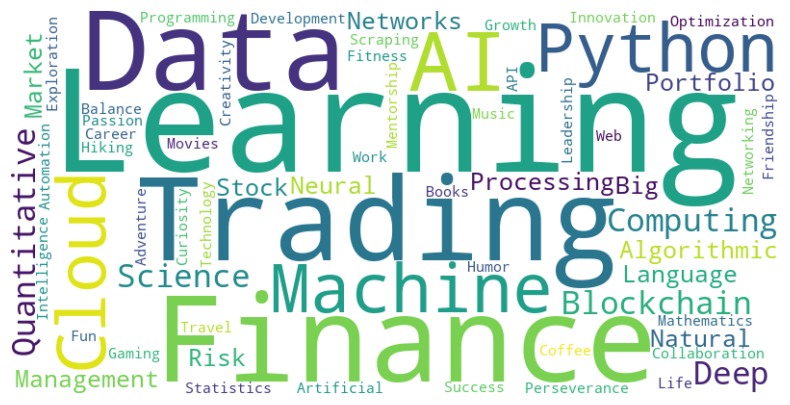 Programming
Development
Networks
Growth
Innovation
Optimization
Data
AI
Python
Scraping
Fitness
Market
Exploration
Creativity
API
Portfolio
Learning
Balance
Passion
Career
Hiking
Movies
Mentorship
Music
Leadership
Web
Networking
Friendship
Work
Quantitative
Automation
Intelligence
Cloud
Trading
Adventure
Curiosity
Technology
Stock
Neural
Books
Processing
Big
Computing
Algorithmic
Science
Machine
Humor
Language
Blockchain
Finance
Fun
Travel
Coffee
Mathematics
Natural
Gaming
Risk
Collaboration
Management
Statistics
Artificial
Success
Perseverance
Life
Deep